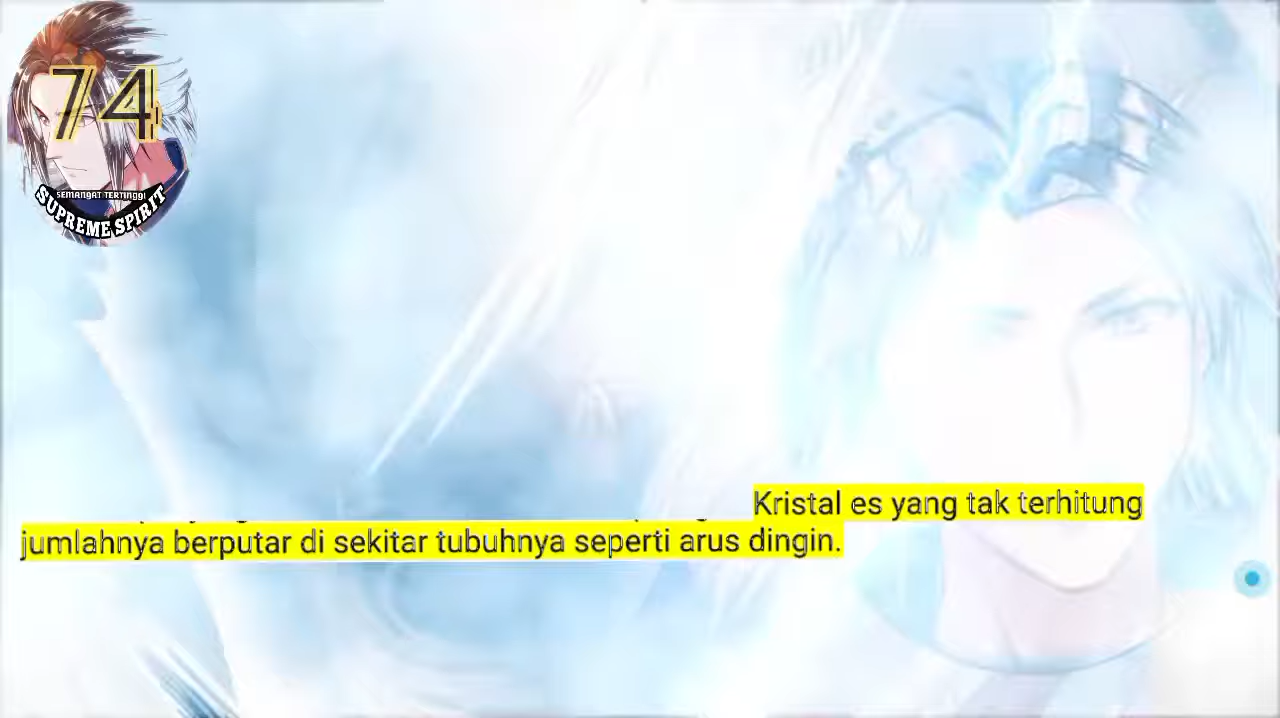 74
SEMANGAT TERTINGGI
SUPREME SPIRIT
Kristal es yang tak terhitung
jumlahnya berputar di sekitar tubuhnya seperti arus dingin.